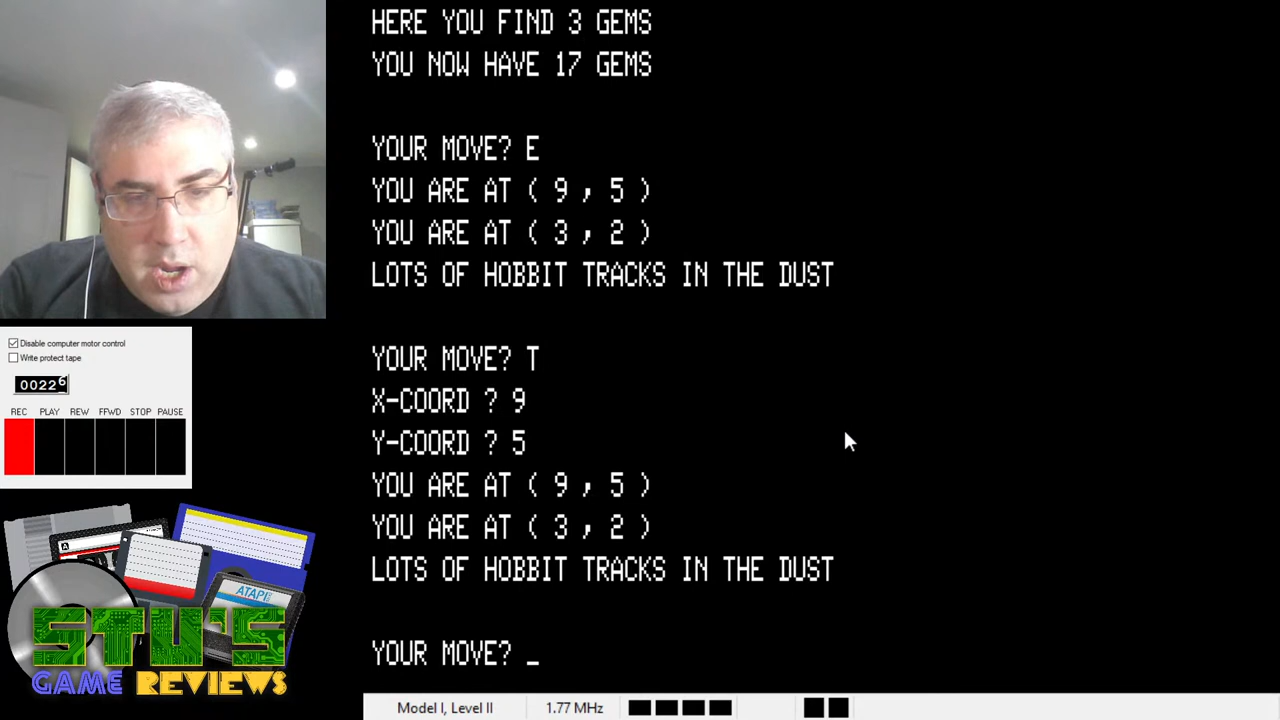 HERE YOU FIND 3 GEMS
YOU NOW HAVE 17 GEMS
YOUR MOVE? E
YOU ARE AT ( 9 , 5 )
YOU ARE AT ( 3 , 2 )
LOTS OF HOBBIT TRACKS IN THE DUST
YOUR MOVE? T
X-COORD ? 9
Y-COORD ? 5
YOU ARE AT ( 9 , 5 )
YOU ARE AT ( 3 , 2 )
LOTS OF HOBBIT TRACKS IN THE DUST
YOUR MOVE? _
Disable computer motor control
Write protect tape
00226
REC PLAY REW FFWD STOP PAUSE
A
ATAPI
STU'S
GAME REVIEWS
Model I, Level II 1.77 MHz